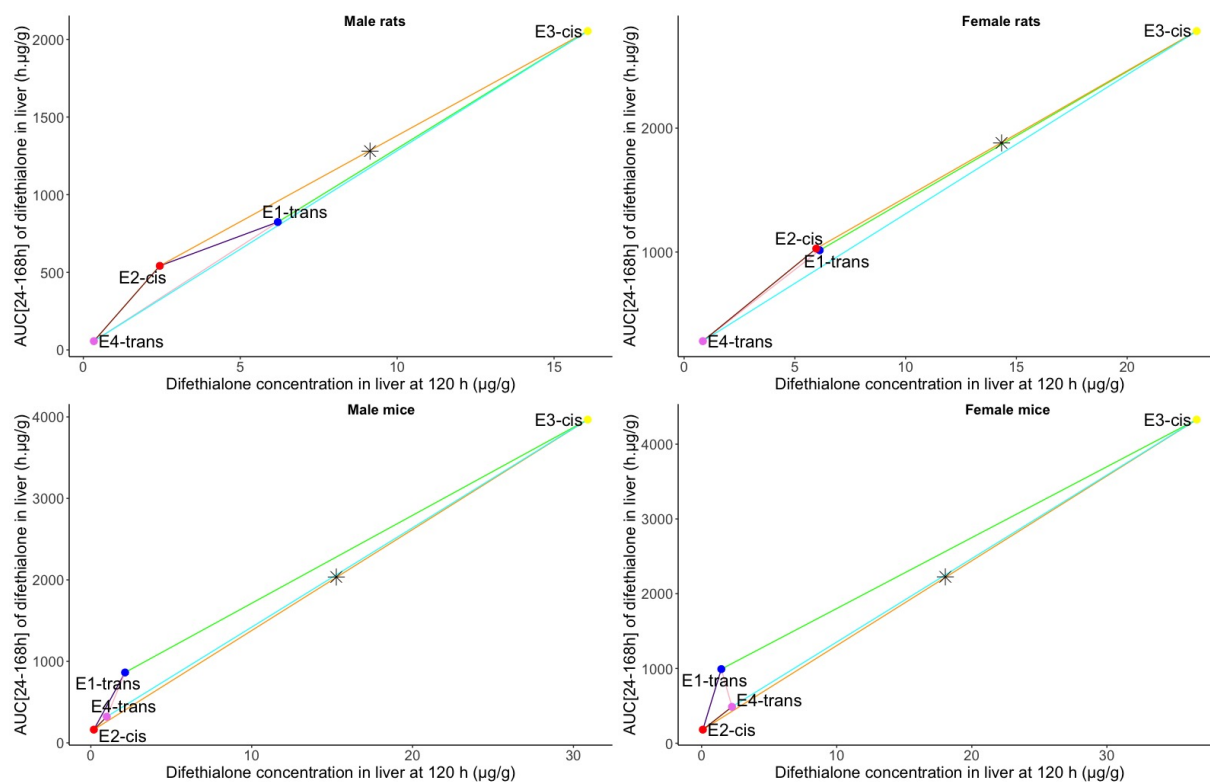 Male rats
E3-cis
2000
1500
1000
500
0
E1-trans
E2-cis
E4-trans
0 5 10 15
AUC[24-168h] of difethialone in liver (h.µg/g)
Difethialone concentration in liver at 120 h (µg/g)
Female rats
E3-cis
2000
1000
E2-cis
E1-trans
E4-trans
0 5 10 15 20
AUC[24-168h] of difethialone in liver (h.µg/g)
Difethialone concentration in liver at 120 h (µg/g)
Male mice
E3-cis
4000
3000
2000
1000
0
E1-trans
E4-trans
E2-cis
0 10 20 30
AUC[24-168h] of difethialone in liver (h.µg/g)
Difethialone concentration in liver at 120 h (µg/g)
Female mice
E3-cis
4000
3000
2000
1000
0
E1-trans
E4-trans
E2-cis
0 10 20 30
AUC[24-168h] of difethialone in liver (h.µg/g)
Difethialone concentration in liver at 120 h (µg/g)